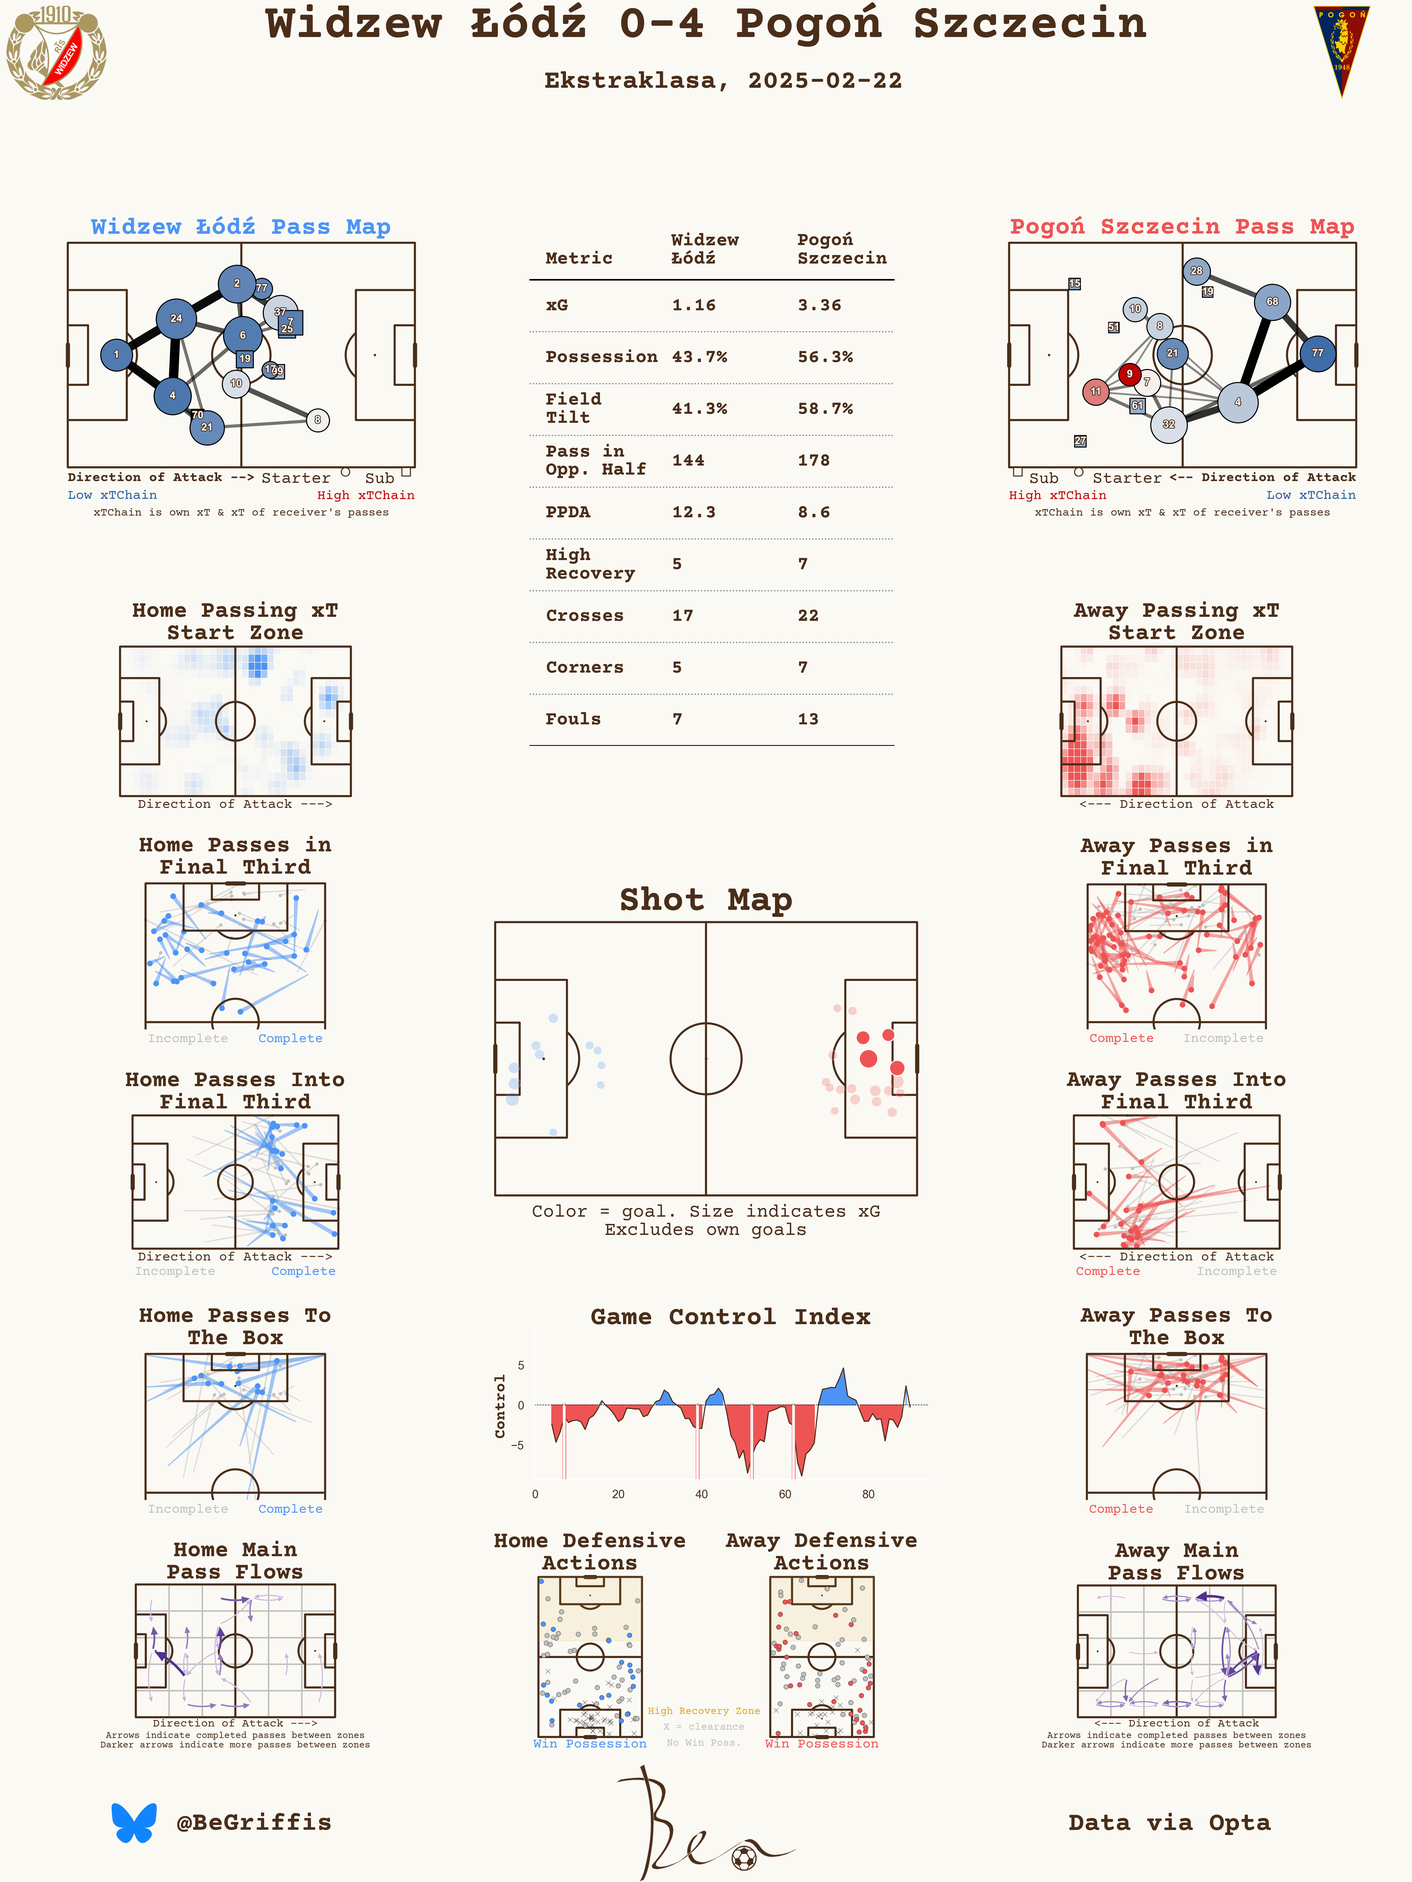 Widzew Łódź 0-4 Pogoń Szczecin
Ekstraklasa, 2025-02-22
1910
RTS
WIDZEW
POGOŃ
1948
Widzew Łódź Pass Map
2
77
37
7
25
24
6
19
1
17
99
10
4
70
21
8
Direction of Attack --> Starter Sub
Low xTChain High xTChain
xTChain is own xT & xT of receiver's passes
Metric Widzew Łódź Pogoń Szczecin
xG 1.16 3.36
Possession 43.7% 56.3%
Field Tilt 41.3% 58.7%
Pass in Opp. Half 144 178
PPDA 12.3 8.6
High Recovery 5 7
Crosses 17 22
Corners 5 7
Fouls 7 13
Pogoń Szczecin Pass Map
28
15
19
68
10
51
8
21
77
9
7
11
61
4
32
27
Sub Starter <-- Direction of Attack
High xTChain Low xTChain
xTChain is own xT & xT of receiver's passes
Home Passing xT
Start Zone
Direction of Attack --->
Away Passing xT
Start Zone
<--- Direction of Attack
Home Passes in
Final Third
Incomplete Complete
Shot Map
Color = goal. Size indicates xG
Excludes own goals
Away Passes in
Final Third
Complete Incomplete
Home Passes Into
Final Third
Direction of Attack --->
Incomplete Complete
Away Passes Into
Final Third
<--- Direction of Attack
Complete Incomplete
Home Passes To
The Box
Incomplete Complete
Game Control Index
Control
5
0
−5
0 20 40 60 80
Away Passes To
The Box
Complete Incomplete
Home Main
Pass Flows
Direction of Attack --->
Arrows indicate completed passes between zones
Darker arrows indicate more passes between zones
Home Defensive
Actions
Win Possession
High Recovery Zone
X = clearance
No Win Poss.
Away Defensive
Actions
Win Possession
Away Main
Pass Flows
<--- Direction of Attack
Arrows indicate completed passes between zones
Darker arrows indicate more passes between zones
@BeGriffis
Ben
Data via Opta